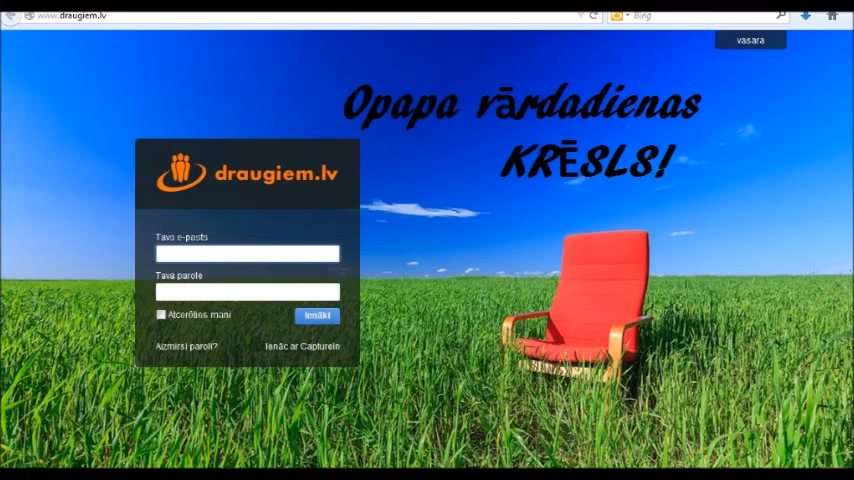 www.draugiem.lv
Bing
vasara
Opapa vārdadienas
KRĒSLS!
draugiem.lv
Tavs e-pasts
Tava parole
Atcerēties mani
Ienākt
Aizmirsi paroli?
Ienāc ar CaptureIn